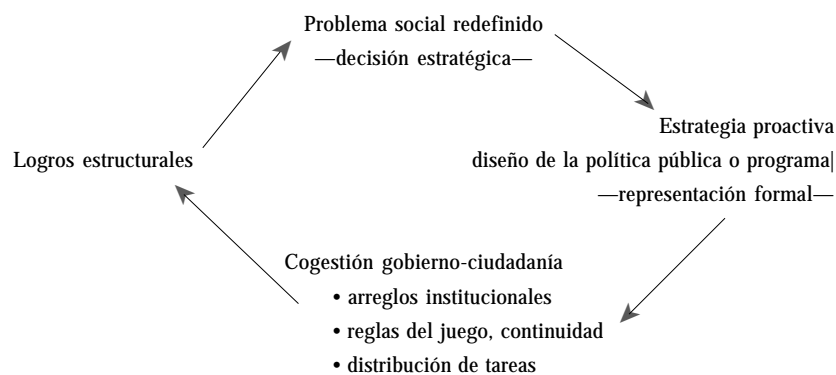 Problema social redefinido
—decisión estratégica—
Estrategia proactiva
diseño de la política pública o programa|
—representación formal—
Logros estructurales
Cogestión gobierno-ciudadanía
• arreglos institucionales
• reglas del juego, continuidad
• distribución de tareas